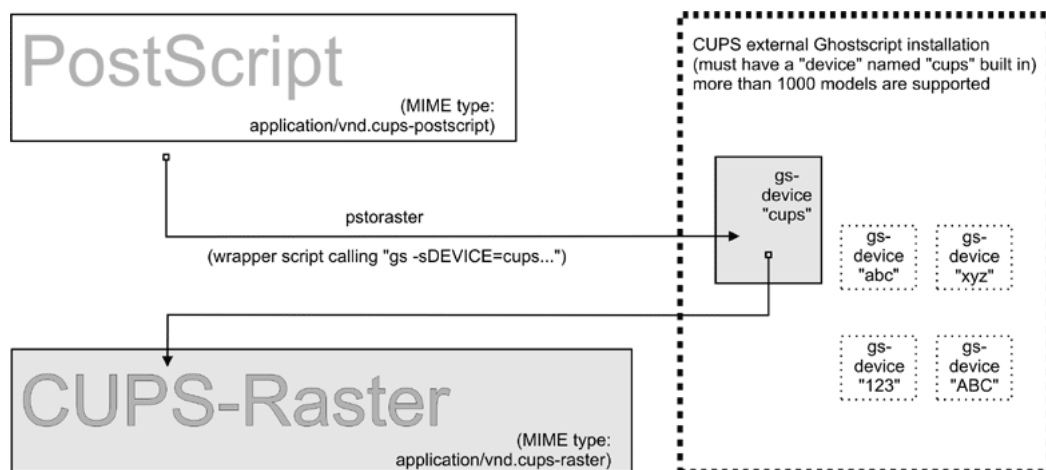 PostScript
(MIME type:
application/vnd.cups-postscript)
CUPS external Ghostscript installation
(must have a "device" named "cups" built in)
more than 1000 models are supported
gs-
device
"cups"
pstoraster
(wrapper script calling "gs -sDEVICE=cups...")
gs-
device
"abc"
gs-
device
"xyz"
gs-
device
"123"
gs-
device
"ABC"
CUPS-Raster
(MIME type:
application/vnd.cups-raster)